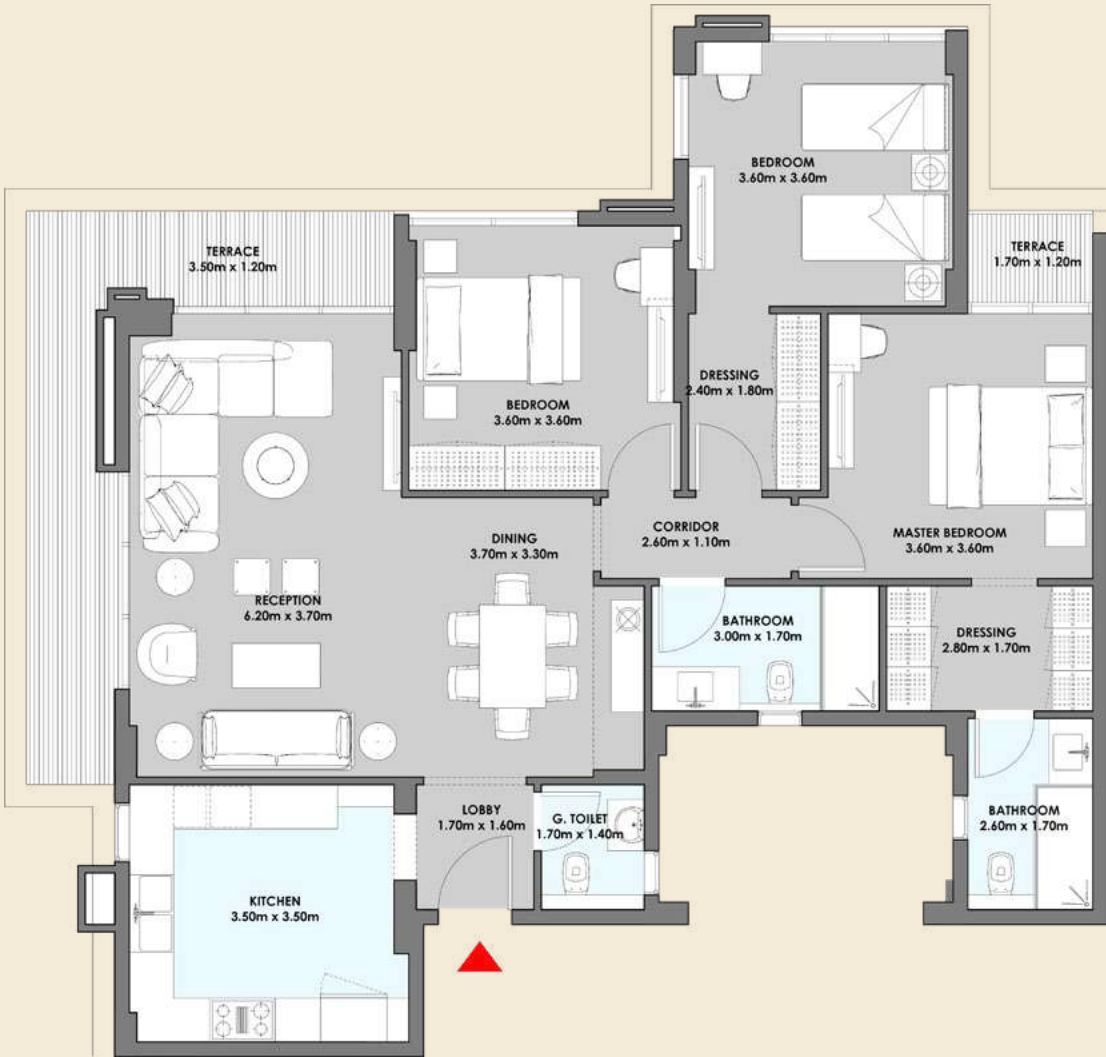 BEDROOM
3.60m x 3.60m
TERRACE
3.50m x 1.20m
TERRACE
1.70m x 1.20m
DRESSING
2.40m x 1.80m
BEDROOM
3.60m x 3.60m
CORRIDOR
2.60m x 1.10m
MASTER BEDROOM
3.60m x 3.60m
DINING
3.70m x 3.30m
RECEPTION
6.20m x 3.70m
BATHROOM
3.00m x 1.70m
DRESSING
2.80m x 1.70m
LOBBY
1.70m x 1.60m
G. TOILET
1.70m x 1.40m
BATHROOM
2.60m x 1.70m
KITCHEN
3.50m x 3.50m